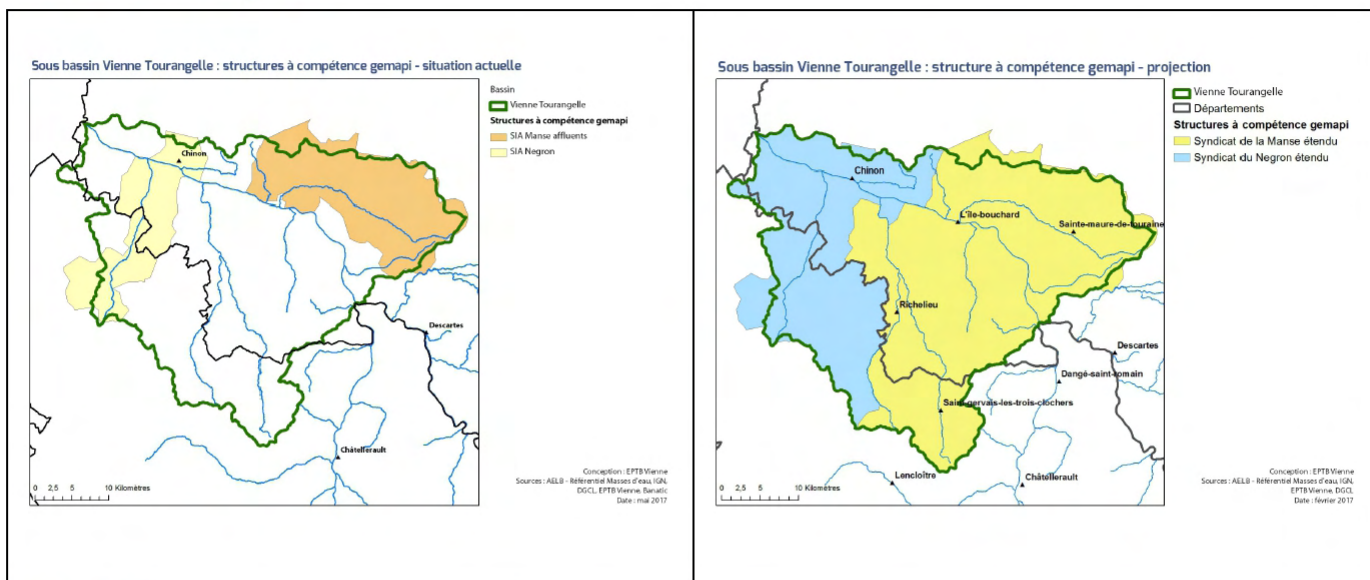 Sous bassin Vienne Tourangelle : structures à compétence gemapi - situation actuelle
Bassin
Vienne Tourangelle
Structures à compétence gemapi
SIA Manse affluents
SIA Negron
Chinon
Descartes
Châtellerault
0 2,5 5 10 Kilomètres
Conception : EPTB Vienne
Sources : AELB - Référentiel Masses d'eau, IGN,
DGCL, EPTB Vienne, Banatic
Date : mai 2017
Sous bassin Vienne Tourangelle : structure à compétence gemapi - projection
Vienne Tourangelle
Départements
Structures à compétence gemapi
Syndicat de la Manse étendu
Syndicat du Negron étendu
Chinon
L'île-bouchard
Sainte-maure-de-touraine
Richelieu
Descartes
Dangé-saint-romain
Saint-gervais-les-trois-clochers
Lencloître
Châtellerault
0 2,5 5 10 Kilomètres
Conception : EPTB Vienne
Sources : AELB - Référentiel Masses d'eau, IGN,
EPTB Vienne, DGCL
Date : février 2017